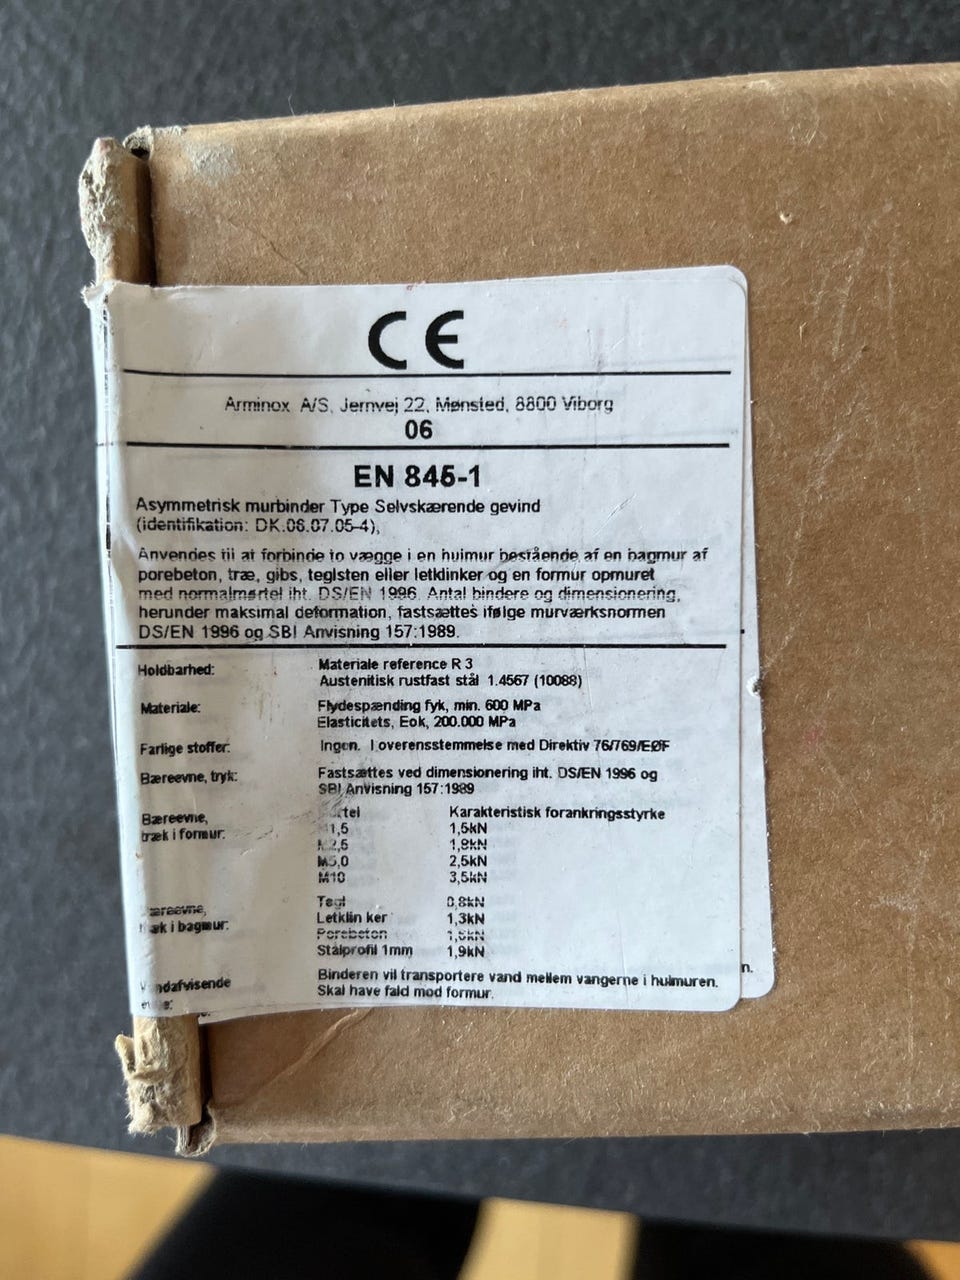 CE
Arminox A/S, Jernvej 22, Mønsted, 8800 Viborg
06
EN 845-1
Asymmetrisk murbinder Type Selvskærende gevind
(identifikation: DK.06.07.05-4),
Anvendes til at forbinde to vægge i en hulmur bestående af en bagmur af
porebeton, træ, gibs, teglsten eller letklinker og en formur opmuret
med normalmørtel iht. DS/EN 1996. Antal bindere og dimensionering,
herunder maksimal deformation, fastsættes ifølge murværksnormen
DS/EN 1996 og SBI Anvisning 157:1989.
Holdbarhed: Materiale reference R 3
Austenitisk rustfast stål 1.4567 (10088)
Materiale: Flydespænding fyk, min. 600 MPa
Elasticitets, Eok, 200.000 MPa
Farlige stoffer: Ingen. I overensstemmelse med Direktiv 76/769/EØF
Bæreevne, tryk: Fastsættes ved dimensionering iht. DS/EN 1996 og
SBI Anvisning 157:1989
Bæreevne, Karakteristisk forankringsstyrke
træk i formur: 1,5kN
1,8kN
M5,0 2,5kN
M10 3,5kN
Tegl 0,8kN
Letklin ker 1,3kN
i bagmur: Porebeton
Stålprofil 1mm 1,9kN
Binderen vil transportere vand mellem vangerne i hulmuren.
Skal have fald mod formur.
n.